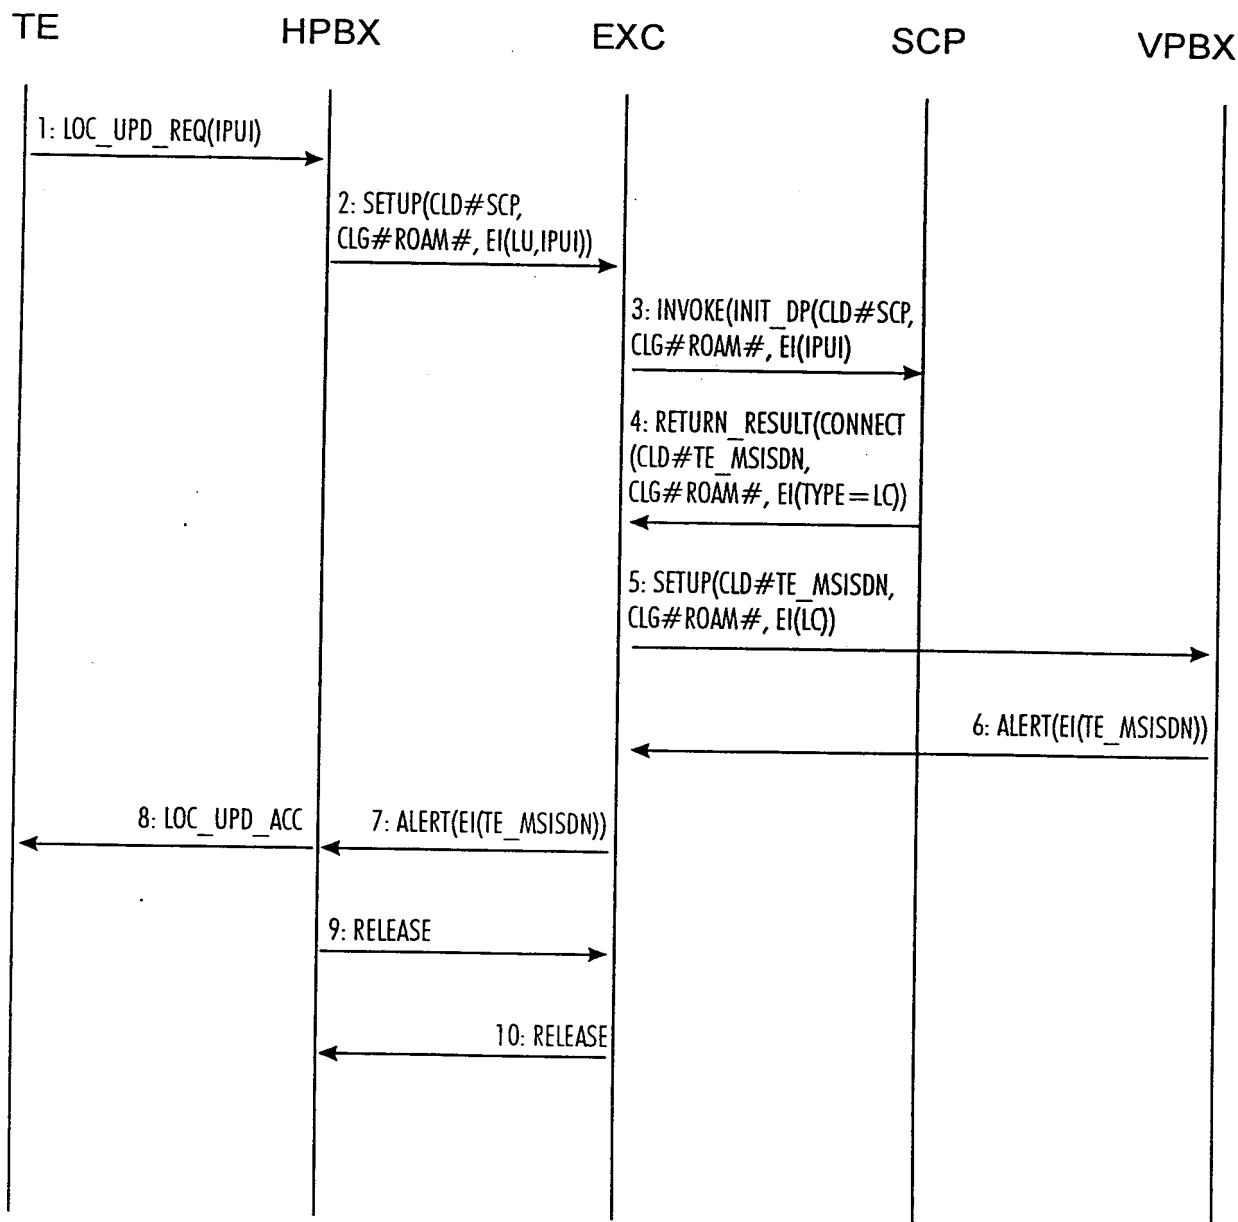 TE HPBX EXC SCP VPBX
1: LOC_UPD_REQ(IPUI)
2: SETUP(CLD#SCP,
CLG#ROAM#, EI(LU,IPUI))
3: INVOKE(INIT_DP(CLD#SCP,
CLG#ROAM#, EI(IPUI)
4: RETURN_RESULT(CONNECT
(CLD#TE_MSISDN,
CLG#ROAM#, EI(TYPE=LC))
5: SETUP(CLD#TE_MSISDN,
CLG#ROAM#, EI(LC))
6: ALERT(EI(TE_MSISDN))
8: LOC_UPD_ACC 7: ALERT(EI(TE_MSISDN))
9: RELEASE
10: RELEASE